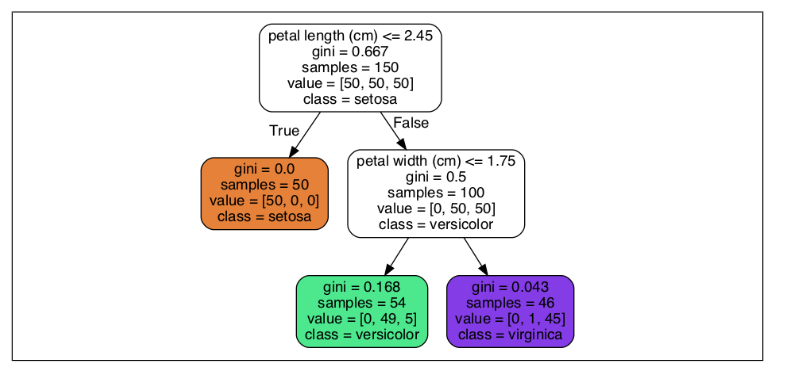 petal length (cm) <= 2.45
gini = 0.667
samples = 150
value = [50, 50, 50]
class = setosa
True
False
gini = 0.0
samples = 50
value = [50, 0, 0]
class = setosa
petal width (cm) <= 1.75
gini = 0.5
samples = 100
value = [0, 50, 50]
class = versicolor
gini = 0.168
samples = 54
value = [0, 49, 5]
class = versicolor
gini = 0.043
samples = 46
value = [0, 1, 45]
class = virginica